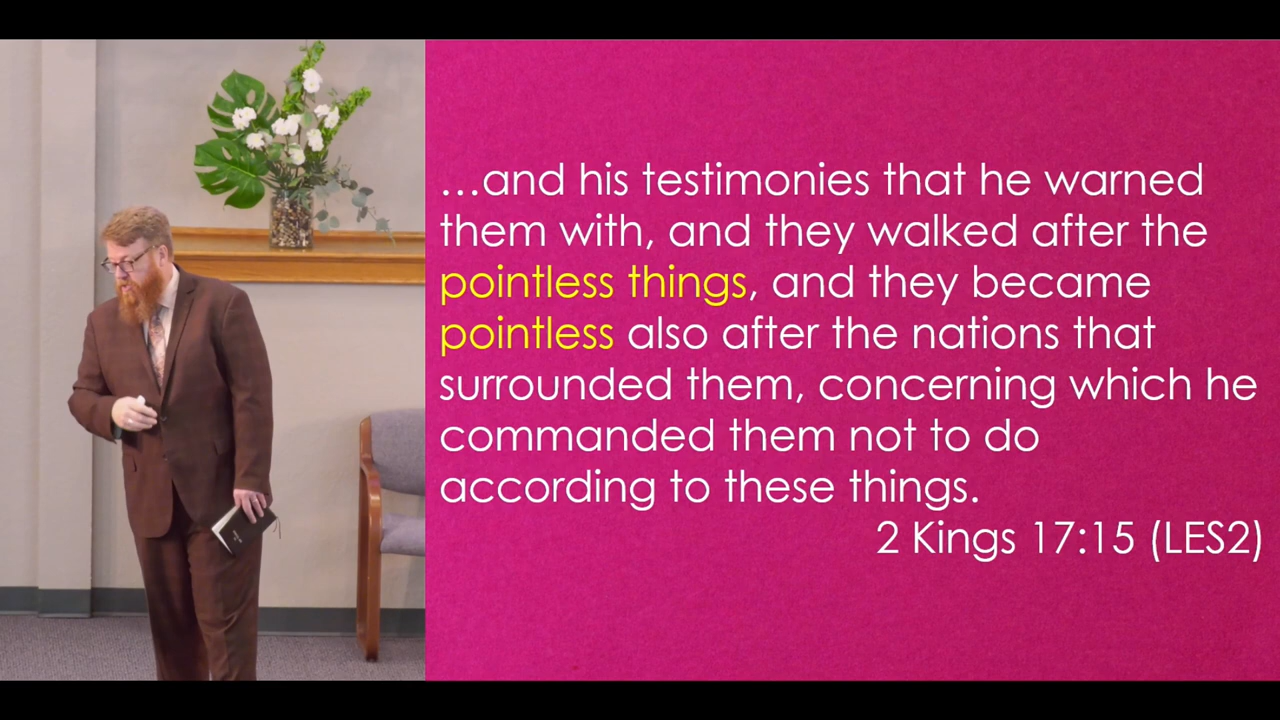 ...and his testimonies that he warned
them with, and they walked after the
pointless things, and they became
pointless also after the nations that
surrounded them, concerning which he
commanded them not to do
according to these things.
2 Kings 17:15 (LES2)